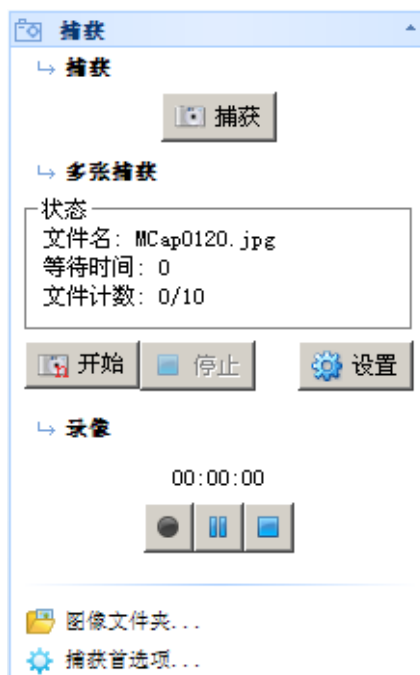 捕获
捕获
捕获
多张捕获
状态
文件名: MCap0120.jpg
等待时间: 0
文件计数: 0/10
开始 停止 设置
录像
00:00:00
图像文件夹...
捕获首选项...